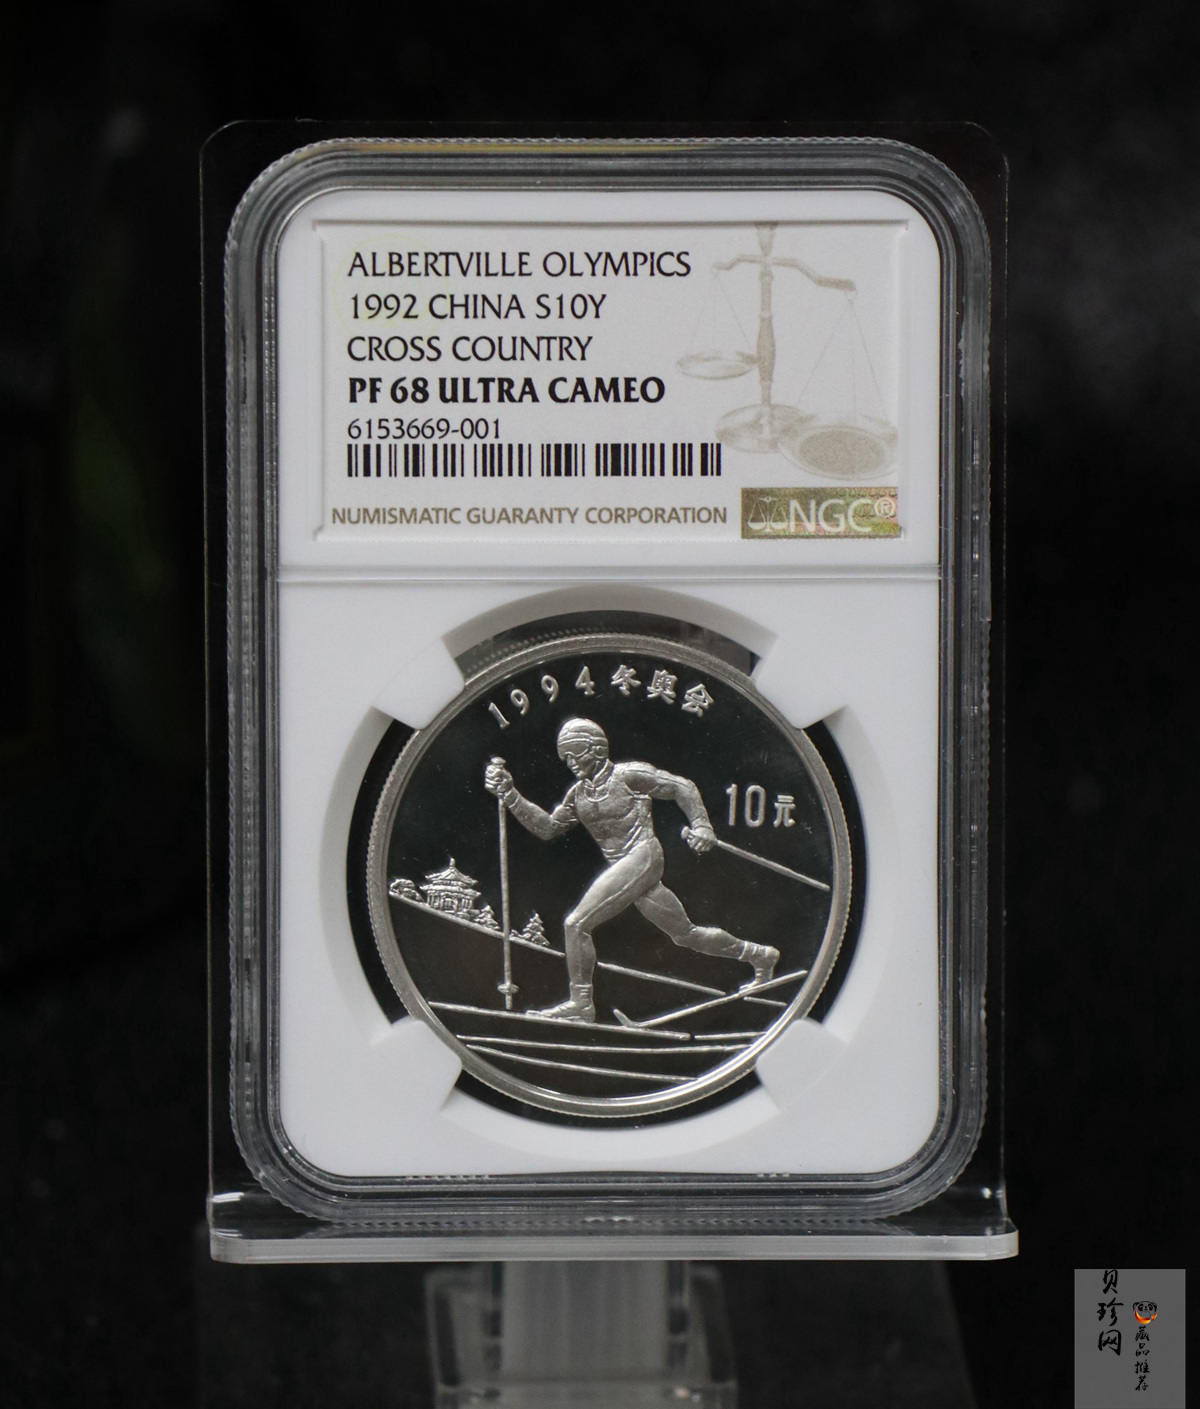 ALBERTVILLE OLYMPICS
1992 CHINA S10Y
CROSS COUNTRY
PF 68 ULTRA CAMEO
6153669-001
NUMISMATIC GUARANTY CORPORATION
NGC®
1994冬奥会
10元
贝珍网
藏品推荐